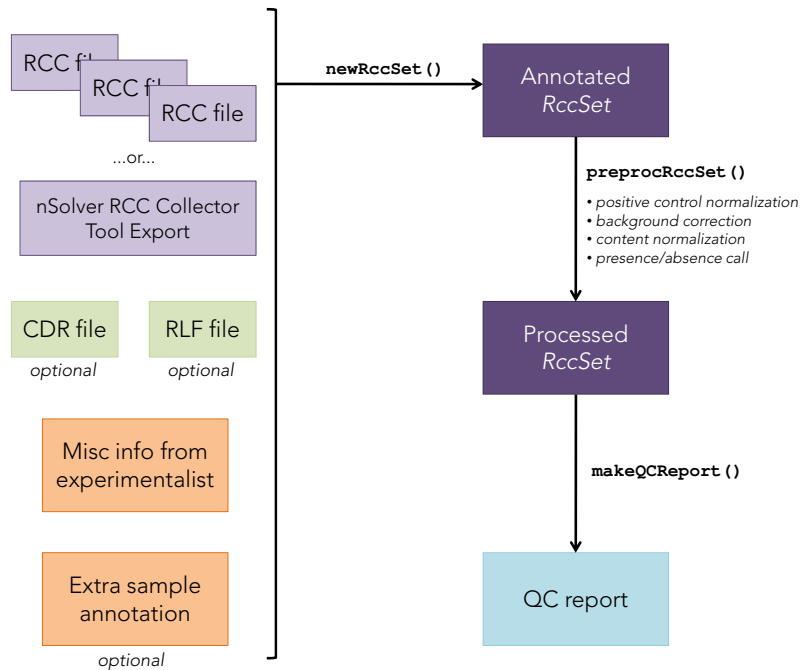 RCC file
RCC file
RCC file
...or...
nSolver RCC Collector
Tool Export
CDR file
RLF file
optional
optional
Misc info from
experimentalist
Extra sample
annotation
optional
newRccSet()
Annotated
RccSet
preprocRccSet()
• positive control normalization
• background correction
• content normalization
• presence/absence call
Processed
RccSet
makeQCReport()
QC report